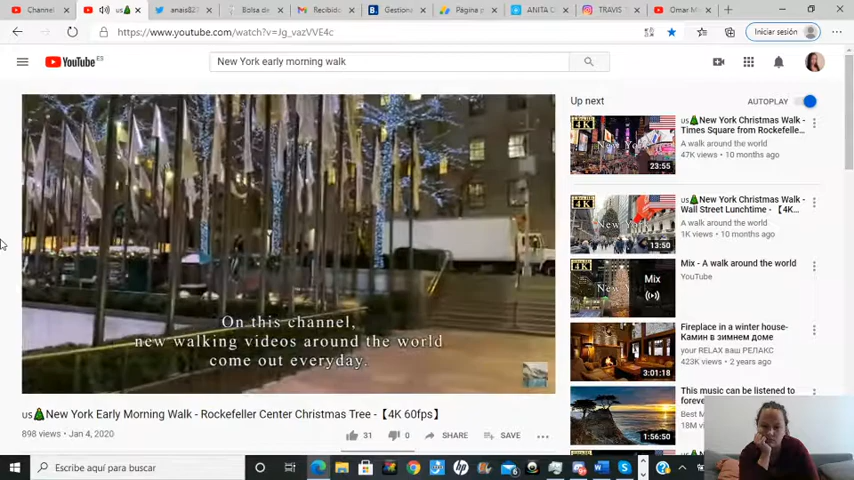 Channel
us🎄
anais82
Bolsa de
Recibido
Gestiona
Página p
ANITA
TRAVIS T
Omar M
https://www.youtube.com/watch?v=Jg_vazVVE4c
Iniciar sesión
YouTube ES
New York early morning walk
On this channel,
new walking videos around the world
come out everyday.
us🎄New York Early Morning Walk - Rockefeller Center Christmas Tree -【4K 60fps】
898 views • Jan 4, 2020
31
0
SHARE
SAVE
Up next
AUTOPLAY
4K
23:55
us🎄New York Christmas Walk -
Times Square from Rockefelle...
A walk around the world
47K views • 10 months ago
4K
13:50
us🎄New York Christmas Walk -
Wall Street Lunchtime - 【4K...
A walk around the world
1K views • 10 months ago
4K
Mix
Mix - A walk around the world
YouTube
3:01:18
Fireplace in a winter house-
Камин в зимнем доме
your RELAX ваш РЕЛАКС
423K views • 2 years ago
1:56:50
This music can be listened to
Best M
18M
Escribe aquí para buscar